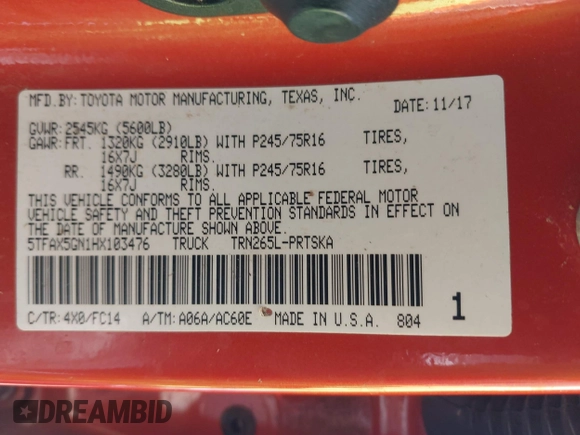 MFD.BY:TOYOTA MOTOR MANUFACTURING, TEXAS, INC.
DATE:11/17
GVWR:2545KG (5600LB)
GAWR:FRT. 1320KG (2910LB) WITH P245/75R16 TIRES,
16X7J RIMS.
RR. 1490KG (3280LB) WITH P245/75R16 TIRES,
16X7J RIMS.
THIS VEHICLE CONFORMS TO ALL APPLICABLE FEDERAL MOTOR
VEHICLE SAFETY AND THEFT PREVENTION STANDARDS IN EFFECT ON
THE DATE OF MANUFACTURE SHOWN ABOVE.
5TFAX5GN1HX103476 TRUCK TRN265L-PRTSKA
1
C/TR:4X0/FC14 A/TM:A06A/AC60E MADE IN U.S.A. 804
DREAMBID